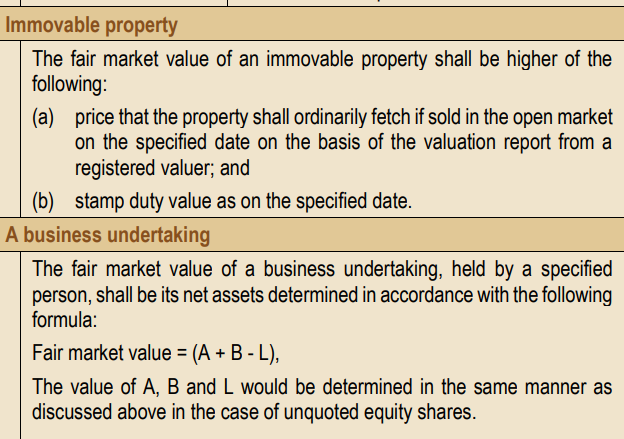 Immovable property
The fair market value of an immovable property shall be higher of the
following:
(a) price that the property shall ordinarily fetch if sold in the open market
on the specified date on the basis of the valuation report from a
registered valuer; and
(b) stamp duty value as on the specified date.
A business undertaking
The fair market value of a business undertaking, held by a specified
person, shall be its net assets determined in accordance with the following
formula:
Fair market value = (A + B - L),
The value of A, B and L would be determined in the same manner as
discussed above in the case of unquoted equity shares.